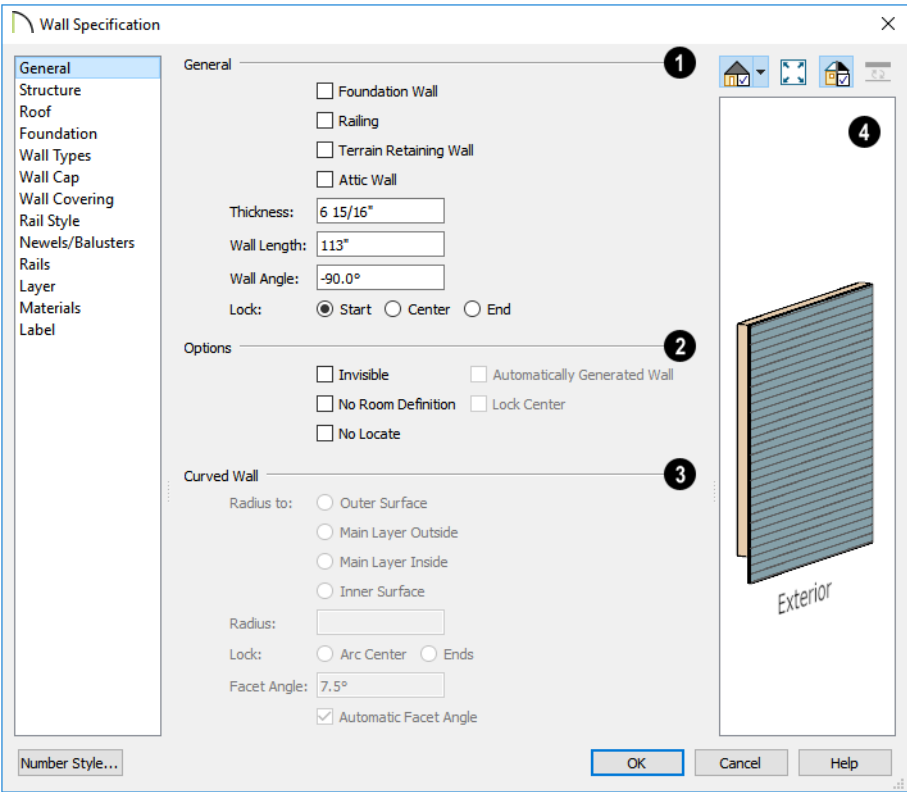 Wall Specification
General
Structure
Roof
Foundation
Wall Types
Wall Cap
Wall Covering
Rail Style
Newels/Balusters
Rails
Layer
Materials
Label
General 1
Foundation Wall
Railing
Terrain Retaining Wall
Attic Wall
Thickness: 6 15/16"
Wall Length: 113"
Wall Angle: -90.0°
Lock: Start Center End
Options 2
Invisible Automatically Generated Wall
No Room Definition Lock Center
No Locate
Curved Wall 3
Radius to: Outer Surface
Main Layer Outside
Main Layer Inside
Inner Surface
Radius:
Lock: Arc Center Ends
Facet Angle: 7.5°
Automatic Facet Angle
4
Exterior
Number Style... OK Cancel Help